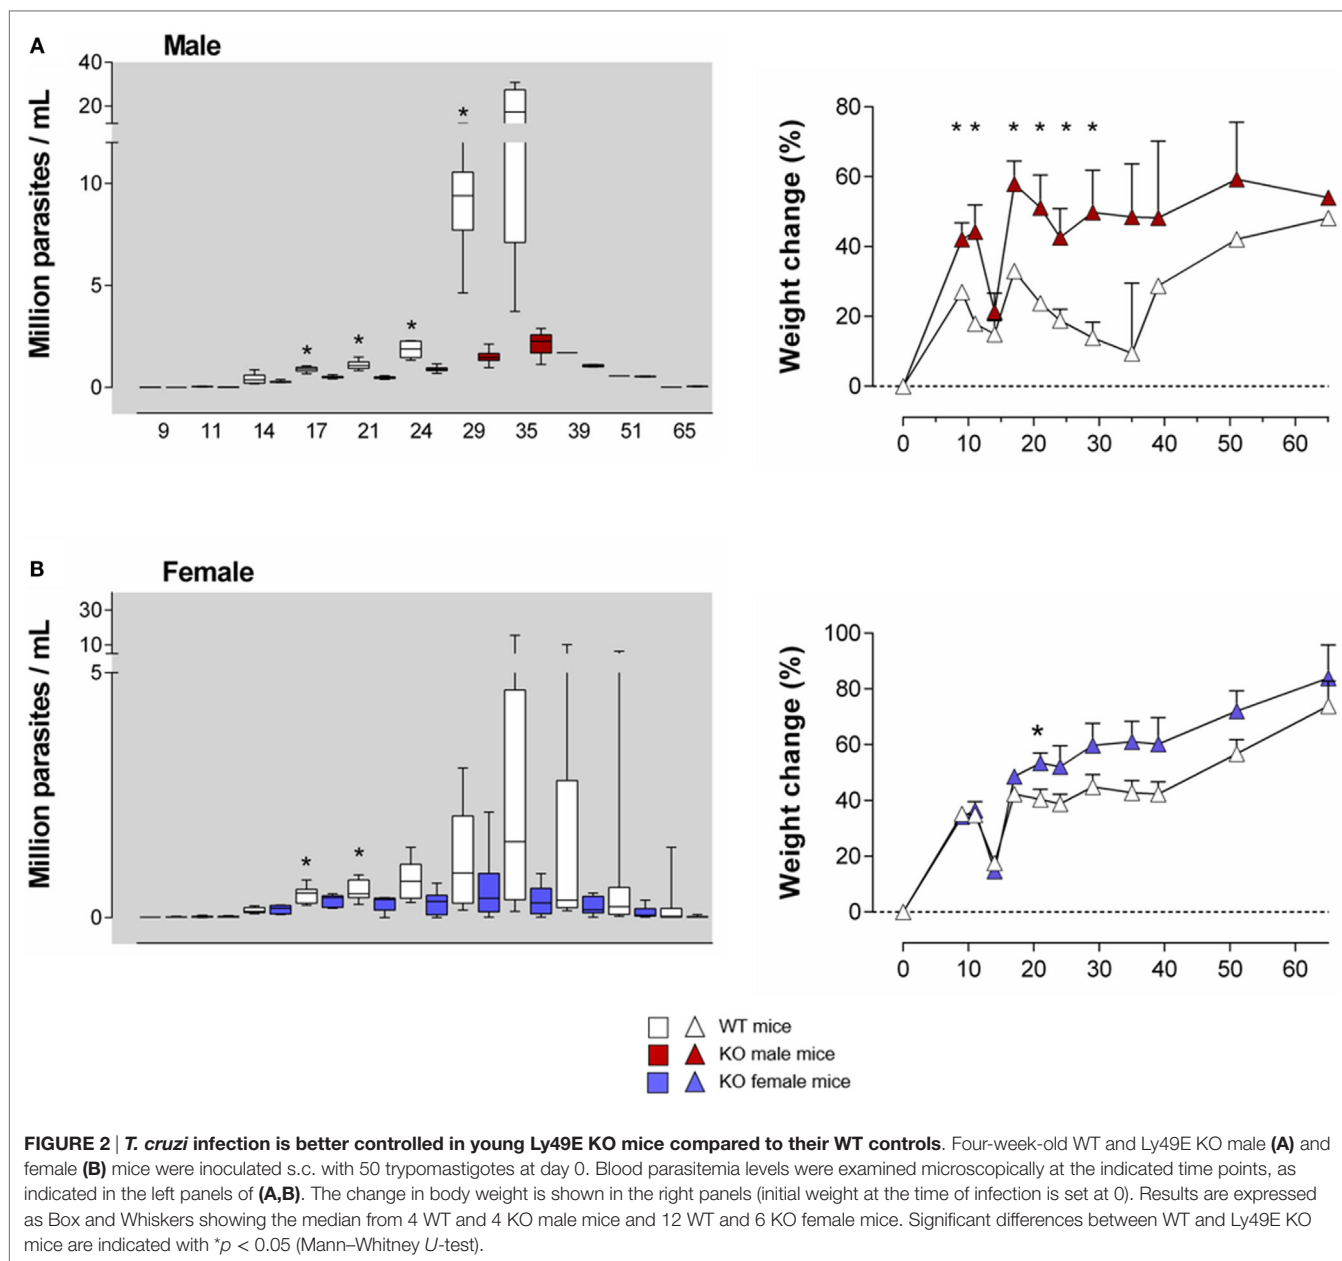 A
Male
Million parasites / mL
40
20
10
5
0
9 11 14 17 21 24 29 35 39 51 65
* * * *
Weight change (%)
80
60
40
20
0
* * * * * *
0 10 20 30 40 50 60
B
Female
Million parasites / mL
30
10
5
0
* *
Weight change (%)
100
80
60
40
20
0
*
0 10 20 30 40 50 60
WT mice
KO male mice
KO female mice
FIGURE 2 | T. cruzi infection is better controlled in young Ly49E KO mice compared to their WT controls. Four-week-old WT and Ly49E KO male (A) and
female (B) mice were inoculated s.c. with 50 trypomastigotes at day 0. Blood parasitemia levels were examined microscopically at the indicated time points, as
indicated in the left panels of (A,B). The change in body weight is shown in the right panels (initial weight at the time of infection is set at 0). Results are expressed
as Box and Whiskers showing the median from 4 WT and 4 KO male mice and 12 WT and 6 KO female mice. Significant differences between WT and Ly49E KO
mice are indicated with *p < 0.05 (Mann–Whitney U-test).